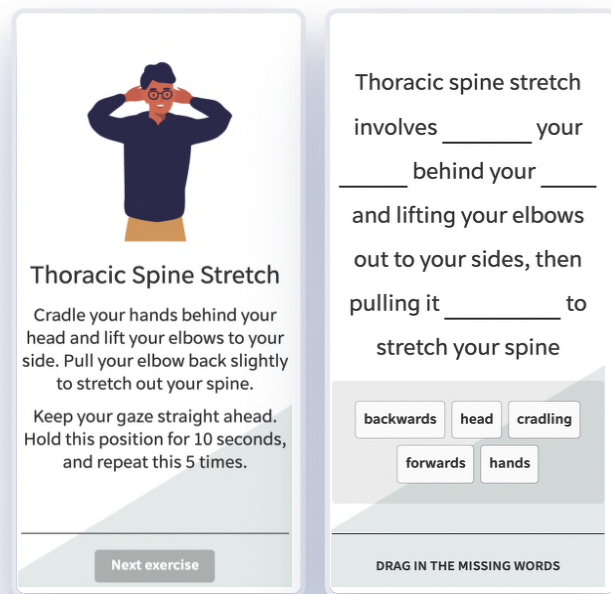 Thoracic Spine Stretch
Cradle your hands behind your
head and lift your elbows to your
side. Pull your elbow back slightly
to stretch out your spine.
Keep your gaze straight ahead.
Hold this position for 10 seconds,
and repeat this 5 times.
Next exercise
Thoracic spine stretch
involves ________ your
______ behind your _____
and lifting your elbows
out to your sides, then
pulling it __________ to
stretch your spine
backwards head cradling
forwards hands
DRAG IN THE MISSING WORDS